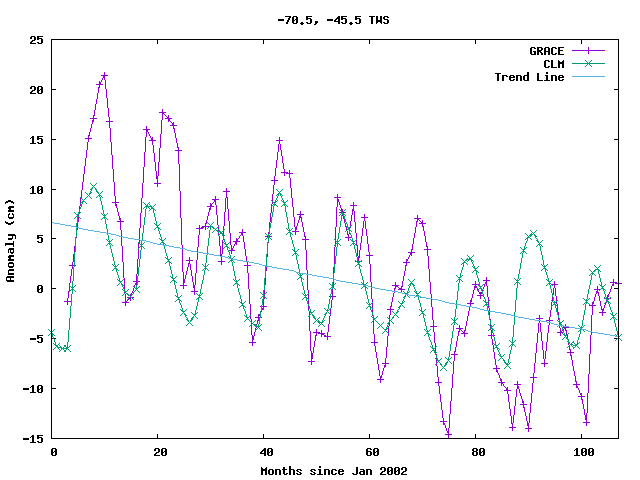 -70.5, -45.5 TWS
GRACE
CLM
Trend Line
25
20
15
10
5
0
-5
-10
-15
Anomaly (cm)
0 20 40 60 80 100
Months since Jan 2002